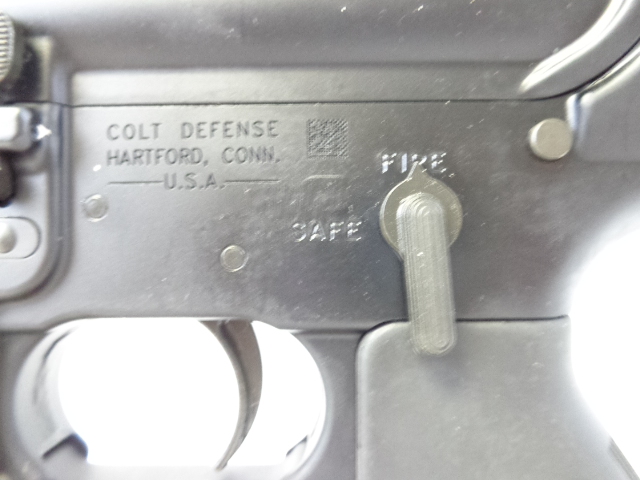 COLT DEFENSE
HARTFORD, CONN.
U.S.A.
FIRE
SAFE